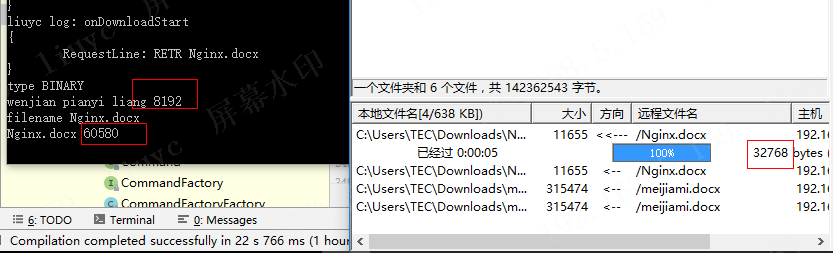 }
liuyc log: onDownloadStart
{
RequestLine: RETR Nginx.docx
}
type BINARY
wenjian pianyi liang 8192
filename Nginx.docx
Nginx.docx 60580
Command
CommandFactory
CommandFactoryFactory
6: TODO Terminal 0: Messages
Compilation completed successfully in 22 s 766 ms (1 hour
一个文件夹和 6 个文件，共 142362543 字节。
本地文件名[4/638 KB]) 大小 方向 远程文件名 主机
C:\Users\TEC\Downloads\N... 11655 <<--- /Nginx.docx 192.16
已经过 0:00:05 100% 32768 bytes (
C:\Users\TEC\Downloads\N... 11655 <-- /Nginx.docx 192.16
C:\Users\TEC\Downloads\m... 315474 <-- /meijiami.docx 192.16
C:\Users\TEC\Downloads\m... 315474 <-- /meijiami.docx 192.16
liuyc 屏幕水印